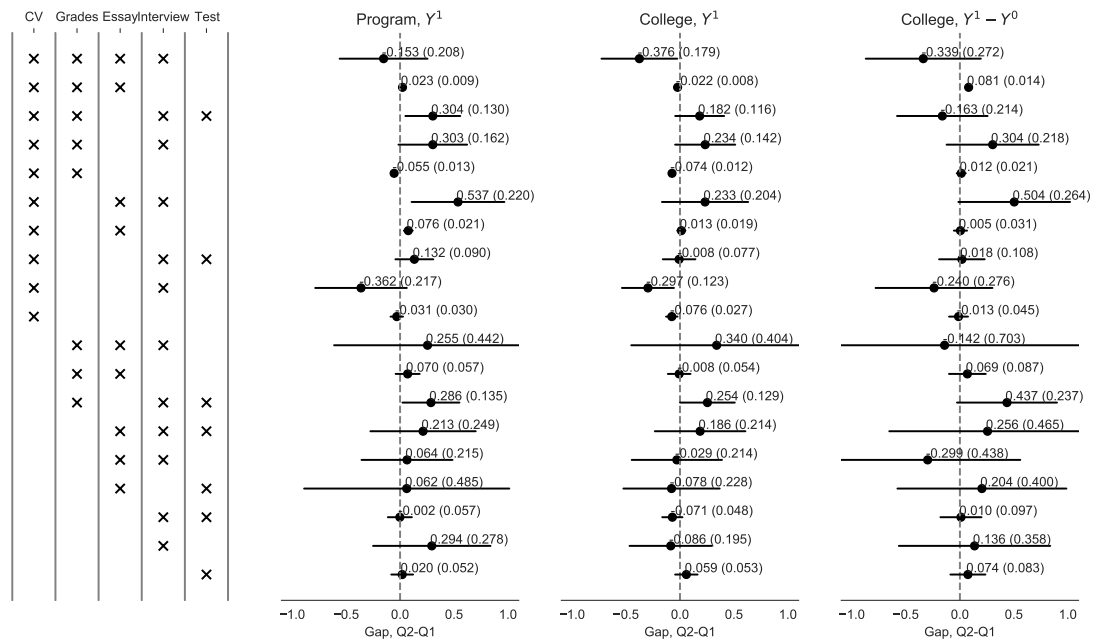 CV Grades Essay Interview Test
Program, Y¹ College, Y¹ College, Y¹ − Y⁰
-0.153 (0.208) -0.376 (0.179) -0.339 (0.272)
0.023 (0.009) -0.022 (0.008) 0.081 (0.014)
0.304 (0.130) 0.182 (0.116) -0.163 (0.214)
0.303 (0.162) 0.234 (0.142) 0.304 (0.218)
-0.055 (0.013) -0.074 (0.012) 0.012 (0.021)
0.537 (0.220) 0.233 (0.204) 0.504 (0.264)
0.076 (0.021) 0.013 (0.019) 0.005 (0.031)
0.132 (0.090) -0.008 (0.077) 0.018 (0.108)
-0.362 (0.217) -0.297 (0.123) -0.240 (0.276)
-0.031 (0.030) -0.076 (0.027) -0.013 (0.045)
0.255 (0.442) 0.340 (0.404) -0.142 (0.703)
0.070 (0.057) -0.008 (0.054) 0.069 (0.087)
0.286 (0.135) 0.254 (0.129) 0.437 (0.237)
0.213 (0.249) 0.186 (0.214) 0.256 (0.465)
0.064 (0.215) -0.029 (0.214) -0.299 (0.438)
0.062 (0.485) -0.078 (0.228) 0.204 (0.400)
-0.002 (0.057) -0.071 (0.048) 0.010 (0.097)
0.294 (0.278) -0.086 (0.195) 0.136 (0.358)
0.020 (0.052) 0.059 (0.053) 0.074 (0.083)
−1.0 −0.5 0.0 0.5 1.0 −1.0 −0.5 0.0 0.5 1.0 −1.0 −0.5 0.0 0.5 1.0
Gap, Q2-Q1 Gap, Q2-Q1 Gap, Q2-Q1